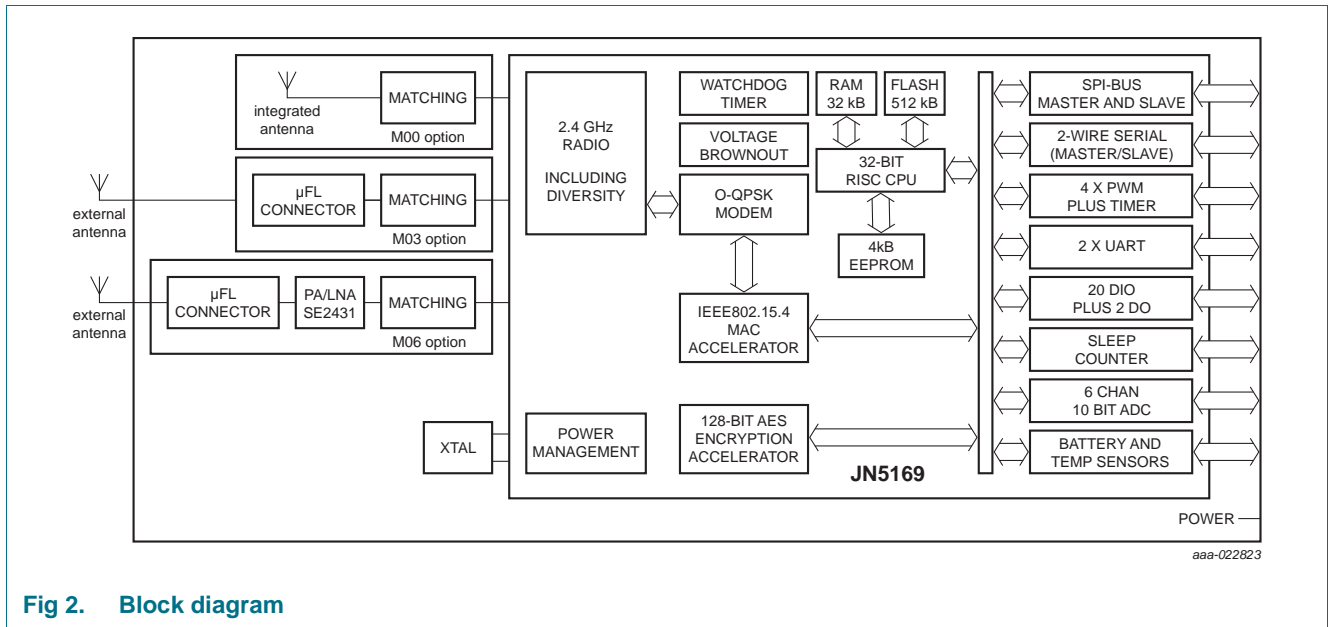 integrated
antenna
MATCHING
M00 option
external
antenna
µFL
CONNECTOR
MATCHING
M03 option
external
antenna
µFL
CONNECTOR
PA/LNA
SE2431
MATCHING
M06 option
XTAL
2.4 GHz
RADIO
INCLUDING
DIVERSITY
POWER
MANAGEMENT
WATCHDOG
TIMER
VOLTAGE
BROWNOUT
O-QPSK
MODEM
IEEE802.15.4
MAC
ACCELERATOR
128-BIT AES
ENCRYPTION
ACCELERATOR
RAM
32 kB
FLASH
512 kB
32-BIT
RISC CPU
4kB
EEPROM
JN5169
SPI-BUS
MASTER AND SLAVE
2-WIRE SERIAL
(MASTER/SLAVE)
4 X PWM
PLUS TIMER
2 X UART
20 DIO
PLUS 2 DO
SLEEP
COUNTER
6 CHAN
10 BIT ADC
BATTERY AND
TEMP SENSORS
POWER
aaa-022823
Fig 2. Block diagram